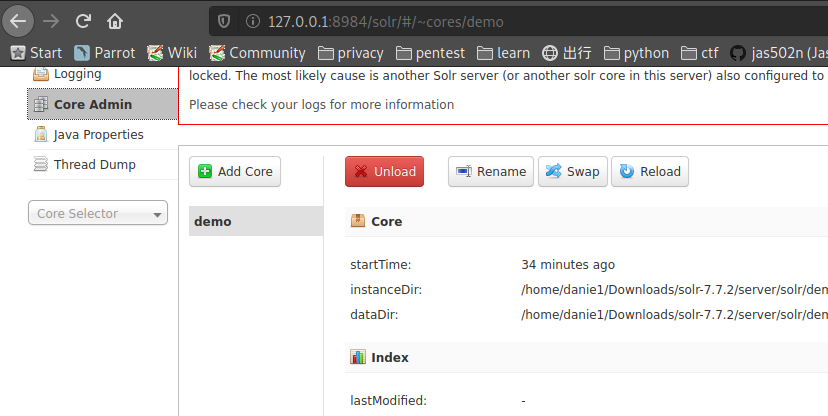 127.0.0.1:8984/solr/#/~cores/demo
Start Parrot Wiki Community privacy pentest learn 出行 python ctf jas502n (Jas
Logging
Core Admin
Java Properties
Thread Dump
Core Selector
locked. The most likely cause is another Solr server (or another solr core in this server) also configured to
Please check your logs for more information
Add Core
Unload Rename Swap Reload
demo
Core
startTime: 34 minutes ago
instanceDir: /home/danie1/Downloads/solr-7.7.2/server/solr/dem
dataDir: /home/danie1/Downloads/solr-7.7.2/server/solr/dem
Index
lastModified: -